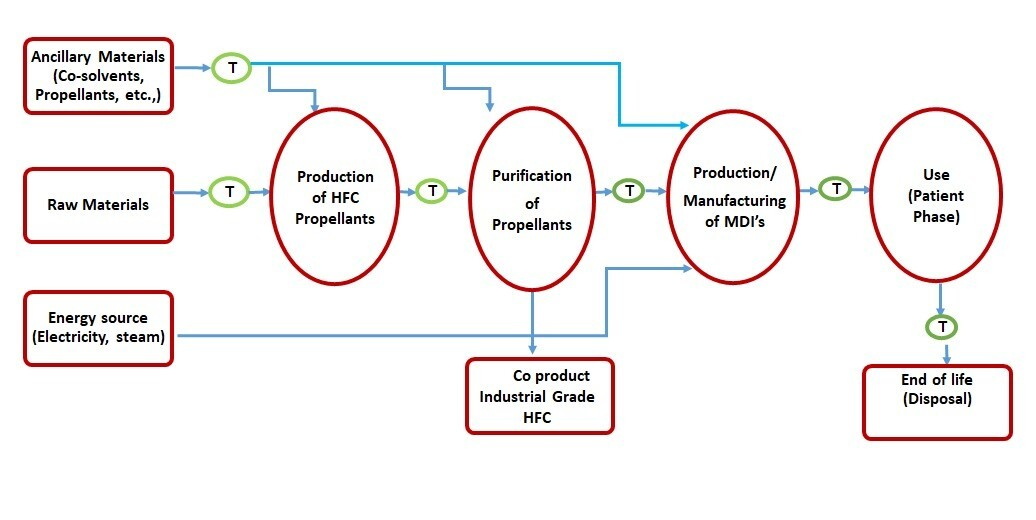 Ancillary Materials
(Co-solvents,
Propellants, etc.,)
T
Raw Materials
T
Production
of HFC
Propellants
T
Purification
of
Propellants
T
Production/
Manufacturing
of MDI's
T
Use
(Patient
Phase)
T
Energy source
(Electricity, steam)
Co product
Industrial Grade
HFC
End of life
(Disposal)